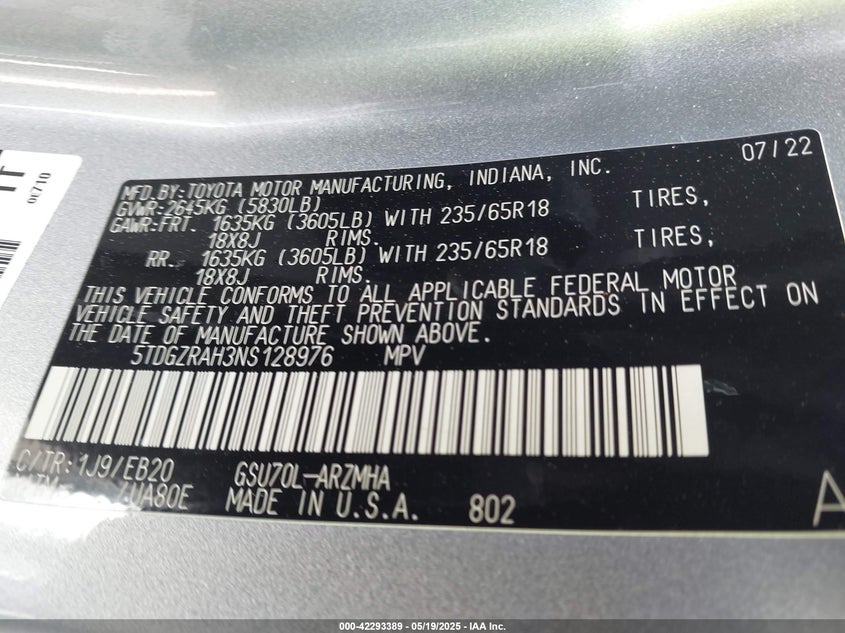 TF
0E710
07/22
MFD.BY:TOYOTA MOTOR MANUFACTURING, INDIANA, INC.
GVWR:2645KG (5830LB)
GAWR:FRT. 1635KG (3605LB) WITH 235/65R18 TIRES,
18X8J RIMS.
RR. 1635KG (3605LB) WITH 235/65R18 TIRES,
18X8J RIMS.
THIS VEHICLE CONFORMS TO ALL APPLICABLE FEDERAL MOTOR
VEHICLE SAFETY AND THEFT PREVENTION STANDARDS IN EFFECT ON
THE DATE OF MANUFACTURE SHOWN ABOVE.
5TDGZRAH3NS128976 MPV
C/TR:1J9/EB20 GSU70L-ARZMHA
/UA80E MADE IN U.S.A. 802
A
000-42293389 - 05/19/2025 - IAA Inc.